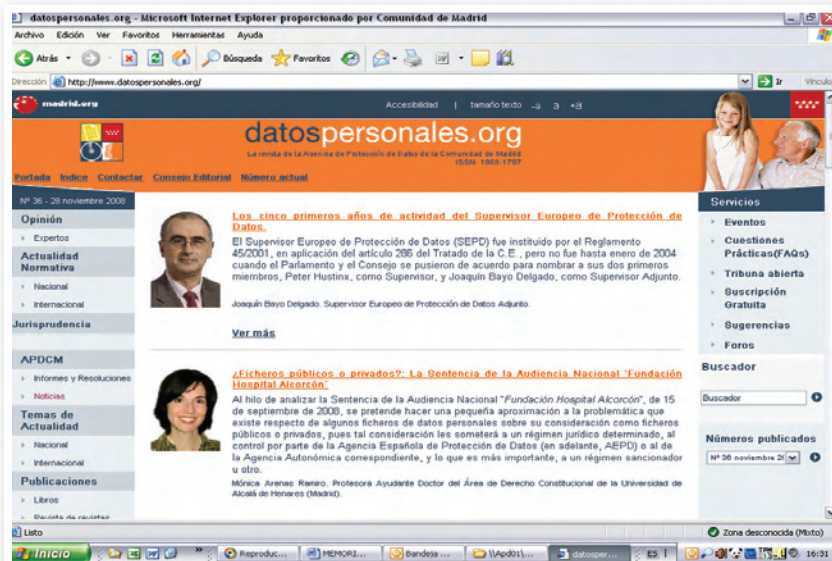 datospersonales.org - Microsoft Internet Explorer proporcionado por Comunidad de Madrid
Archivo Edición Ver Favoritos Herramientas Ayuda
Atrás Búsqueda Favoritos
Dirección http://www.datospersonales.org/ Ir Vínculos
madrid.org Accesibilidad | tamaño texto -a a +a
datospersonales.org
La revista de la Agencia de Protección de Datos de la Comunidad de Madrid
ISSN: 1988-1797
Portada Indice Contactar Consejo Editorial Número actual
Nº 36 - 28 noviembre 2008
Opinión
Expertos
Actualidad
Normativa
Nacional
Internacional
Jurisprudencia
APDCM
Informes y Resoluciones
Noticias
Temas de
Actualidad
Nacional
Internacional
Publicaciones
Libros
Revista de revistas
Los cinco primeros años de actividad del Supervisor Europeo de Protección de
Datos.
El Supervisor Europeo de Protección de Datos (SEPD) fue instituido por el Reglamento
45/2001, en aplicación del artículo 286 del Tratado de la C.E., pero no fue hasta enero de 2004
cuando el Parlamento y el Consejo se pusieron de acuerdo para nombrar a sus dos primeros
miembros, Peter Hustinx, como Supervisor, y Joaquín Bayo Delgado, como Supervisor Adjunto.
Joaquín Bayo Delgado. Supervisor Europeo de Protección de Datos Adjunto.
Ver más
¿Ficheros públicos o privados?: La Sentencia de la Audiencia Nacional "Fundación
Hospital Alcorcón"
Al hilo de analizar la Sentencia de la Audiencia Nacional "Fundación Hospital Alcorcón", de 15
de septiembre de 2008, se pretende hacer una pequeña aproximación a la problemática que
existe respecto de algunos ficheros de datos personales sobre su consideración como ficheros
públicos o privados, pues tal consideración les someterá a un régimen jurídico determinado, al
control por parte de la Agencia Española de Protección de Datos (en adelante, AEPD) o al de
la Agencia Autonómica correspondiente, y lo que es más importante, a un régimen sancionador
u otro.
Mónica Arenas Ramiro. Profesora Ayudante Doctor del Área de Derecho Constitucional de la Universidad de
Alcalá de Henares (Madrid).
Servicios
Eventos
Cuestiones
Prácticas(FAQs)
Tribuna abierta
Suscripción
Gratuita
Sugerencias
Foros
Buscador
Buscador
Números publicados
Nº 36 noviembre 20
Listo Zona desconocida (Mixto)
Inicio » Reproduc... MEMORI... Bandeja ... \\Apd01\... datosper... ES 16:31